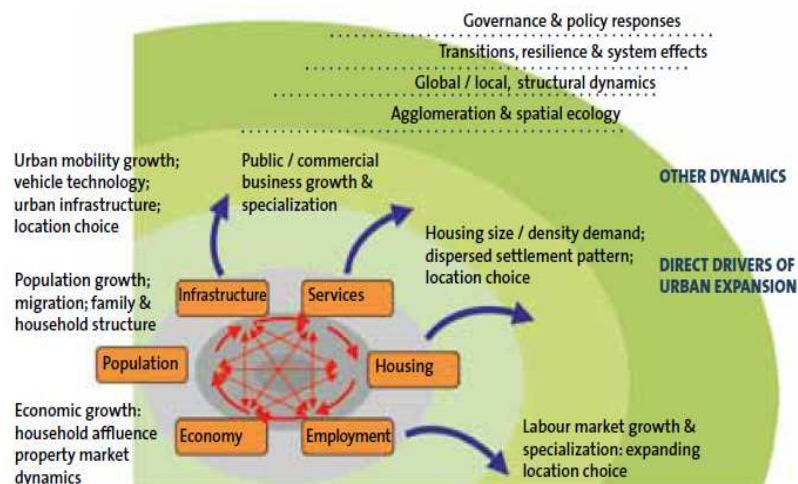 Governance & policy responses
Transitions, resilience & system effects
Global / local, structural dynamics
Agglomeration & spatial ecology
Urban mobility growth;
vehicle technology;
urban infrastructure;
location choice
Public / commercial
business growth &
specialization
OTHER DYNAMICS
Housing size / density demand;
dispersed settlement pattern;
location choice
DIRECT DRIVERS OF
URBAN EXPANSION
Population growth;
migration; family &
household structure
Infrastructure
Services
Population
Housing
Economic growth:
household affluence
property market
dynamics
Economy
Employment
Labour market growth &
specialization: expanding
location choice